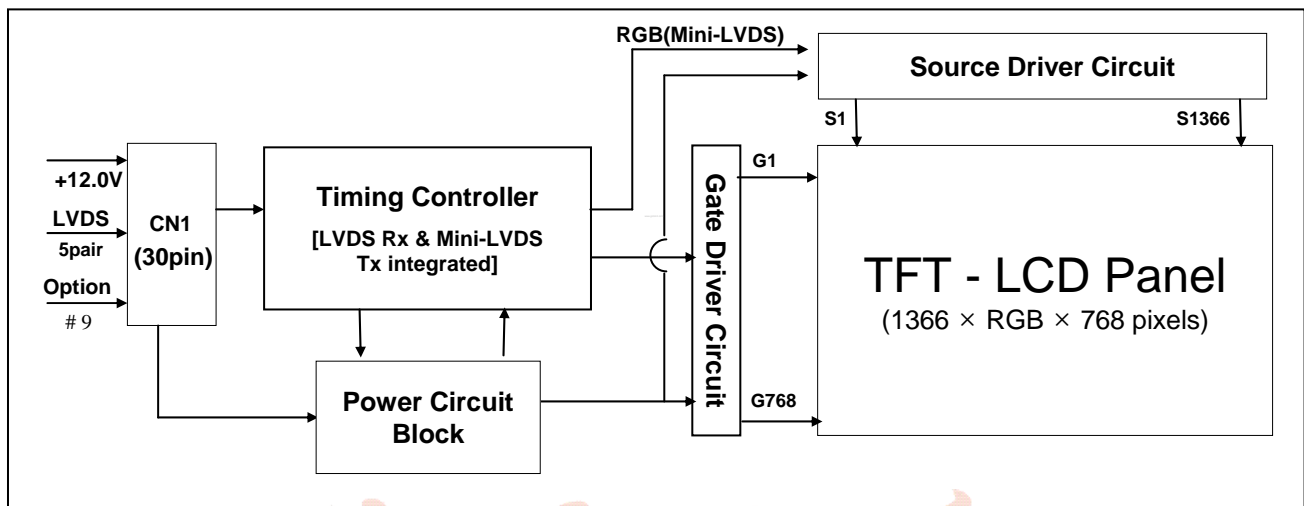 RGB(Mini-LVDS)
Source Driver Circuit
S1
S1366
+12.0V
LVDS
5pair
Option
# 9
CN1
(30pin)
Timing Controller
[LVDS Rx & Mini-LVDS
Tx integrated]
Power Circuit
Block
Gate Driver Circuit
G1
G768
TFT - LCD Panel
(1366 × RGB × 768 pixels)